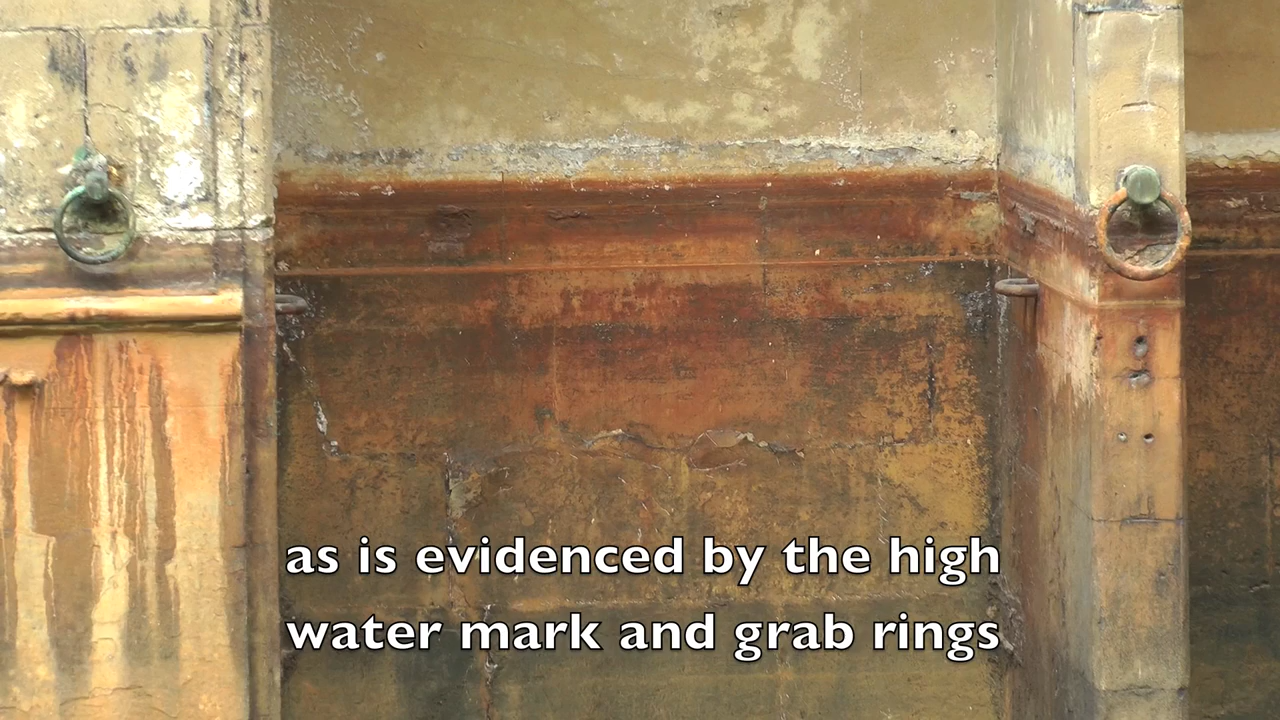 as is evidenced by the high
water mark and grab rings